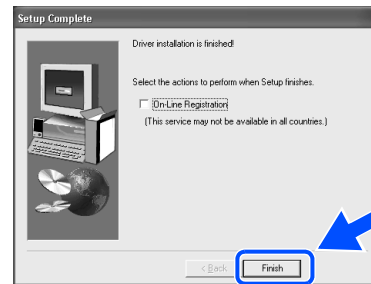 Setup Complete
Driver installation is finished!
Select the actions to perform when Setup finishes.
On-Line Registration
(This service may not be available in all countries.)
< Back
Finish